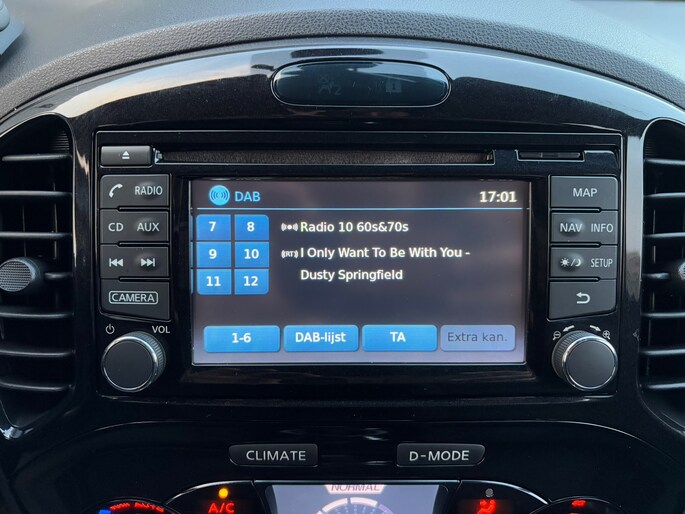 DAB 17:01
RADIO
CD AUX
CAMERA
VOL
7 8
9 10
11 12
Radio 10 60s&70s
I Only Want To Be With You -
Dusty Springfield
1-6 DAB-lijst TA Extra kan.
MAP
NAV INFO
SETUP
CLIMATE D-MODE
NORMAL
A/C